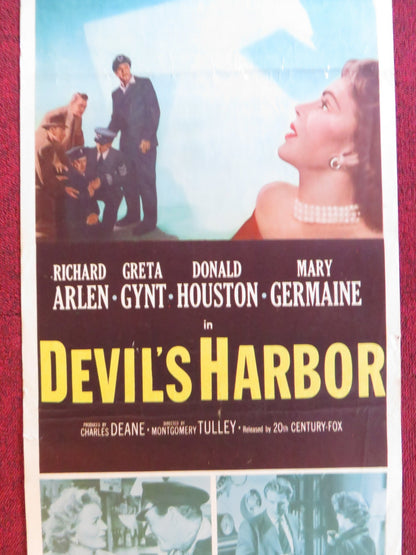 RICHARD GRETA DONALD MARY
ARLEN • GYNT • HOUSTON • GERMAINE
in
DEVIL'S HARBOR
PRODUCED BY CHARLES DEANE • DIRECTED BY MONTGOMERY TULLEY • Released by 20th CENTURY-FOX